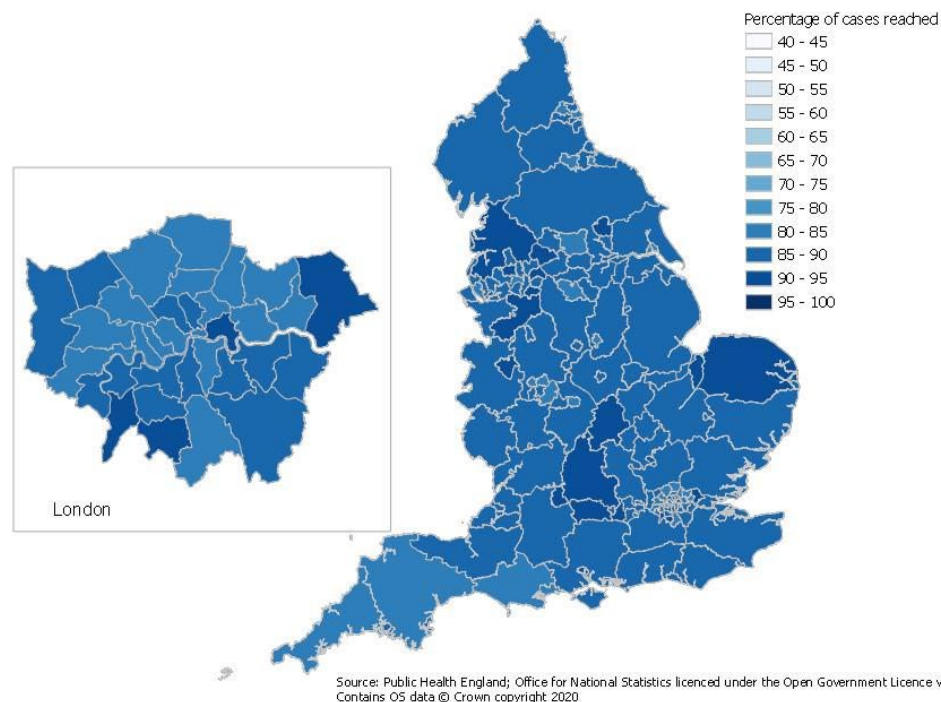 Percentage of cases reached
40 - 45
45 - 50
50 - 55
55 - 60
60 - 65
65 - 70
70 - 75
75 - 80
80 - 85
85 - 90
90 - 95
95 - 100
London
Source: Public Health England; Office for National Statistics licenced under the Open Government Licence v
Contains OS data © Crown copyright 2020